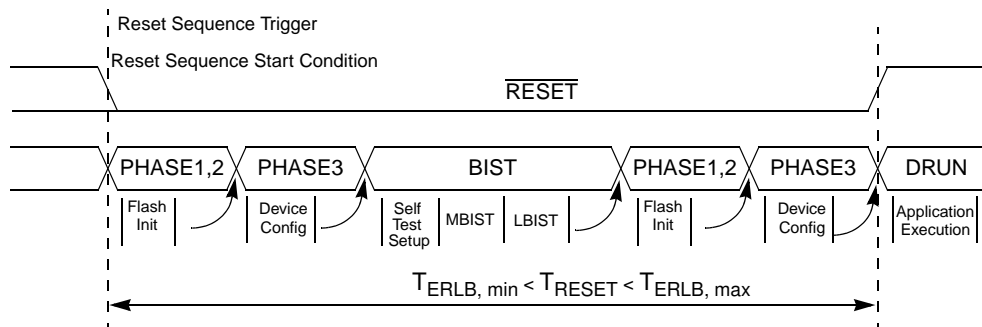 Reset Sequence Trigger
Reset Sequence Start Condition
RESET
PHASE1,2 PHASE3 BIST PHASE1,2 PHASE3 DRUN
Flash Init
Device Config
Self Test Setup
MBIST
LBIST
Flash Init
Device Config
Application Execution
TERLB, min < TRESET < TERLB, max